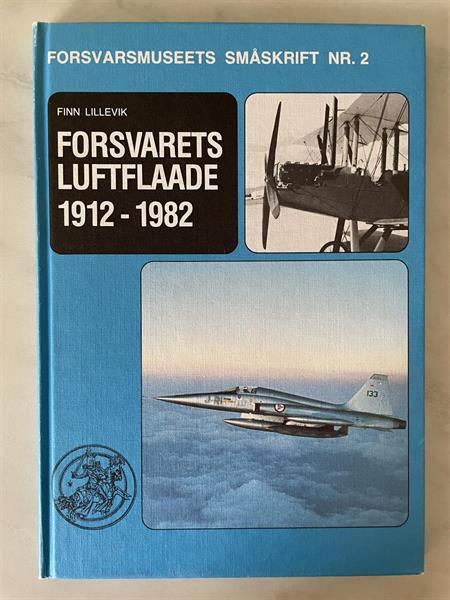 FORSVARSMUSEETS SMÅSKRIFT NR. 2
FINN LILLEVIK
FORSVARETS
LUFTFLAADE
1912 - 1982
133